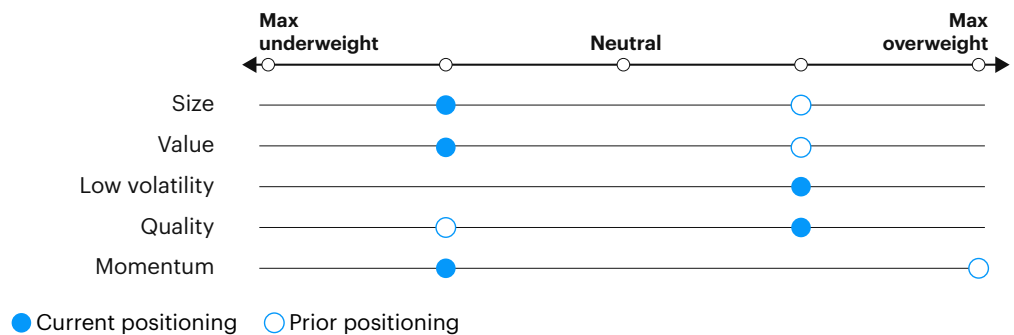 Max
underweight
Neutral
Max
overweight
Size
Value
Low volatility
Quality
Momentum
Current positioning
Prior positioning